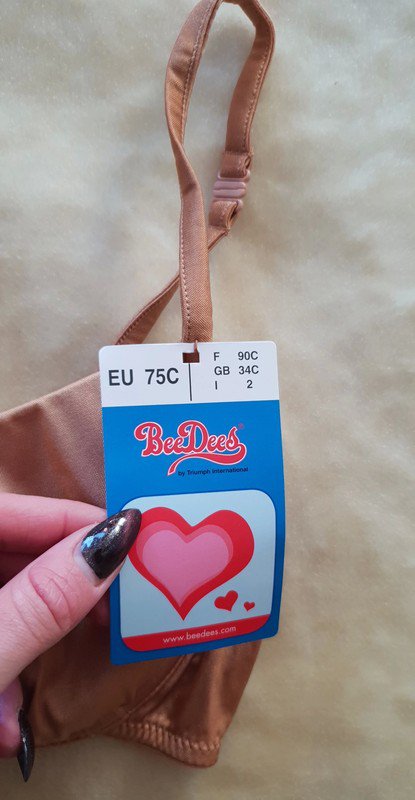 EU 75C
F 90C
GB 34C
I 2
BeeDees®
by Triumph International
www.beedees.com